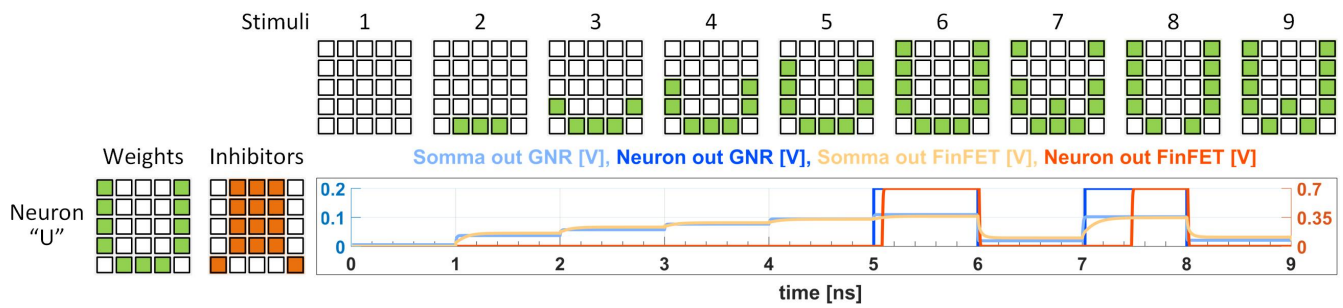 Stimuli 1 2 3 4 5 6 7 8 9
Somma out GNR [V], Neuron out GNR [V], Somma out FinFET [V], Neuron out FinFET [V]
Weights Inhibitors
Neuron
“U”
0.2 0.7
0.1 0.35
0 0
0 1 2 3 4 5 6 7 8 9
time [ns]